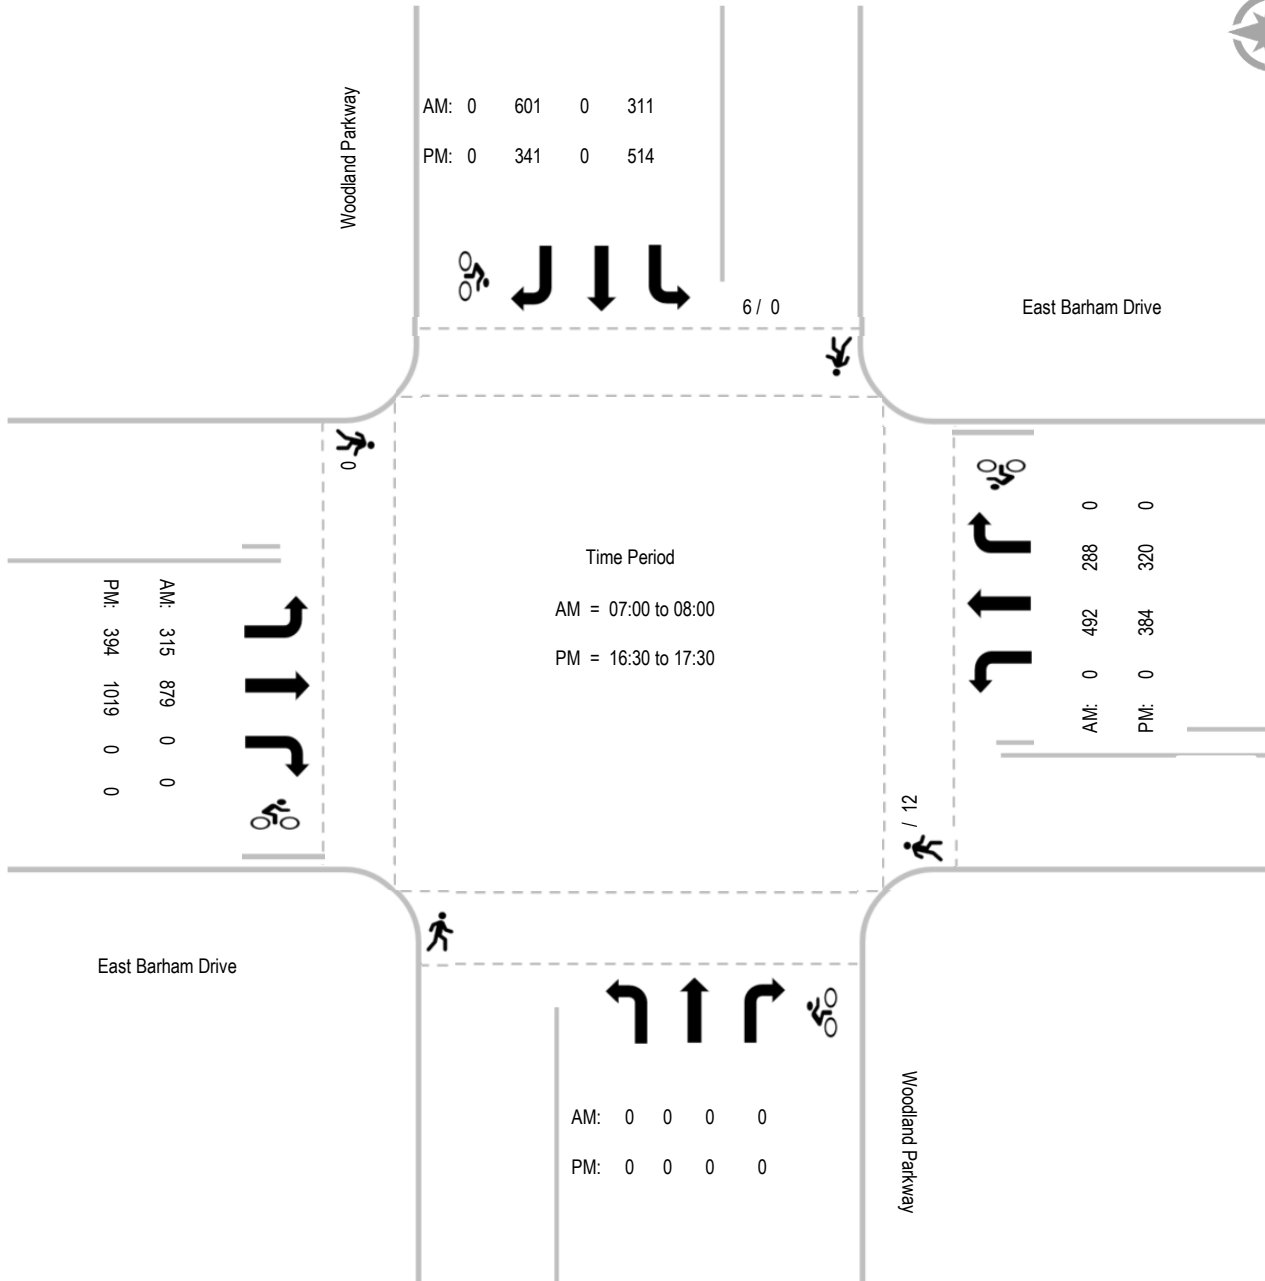 Woodland Parkway
AM: 0 601 0 311
PM: 0 341 0 514
6 / 0
East Barham Drive
0
Time Period
AM = 07:00 to 08:00
PM = 16:30 to 17:30
AM: 315 879 0 0
PM: 394 1019 0 0
AM: 0 492 288 0
PM: 0 384 320 0
/ 12
East Barham Drive
Woodland Parkway
AM: 0 0 0 0
PM: 0 0 0 0